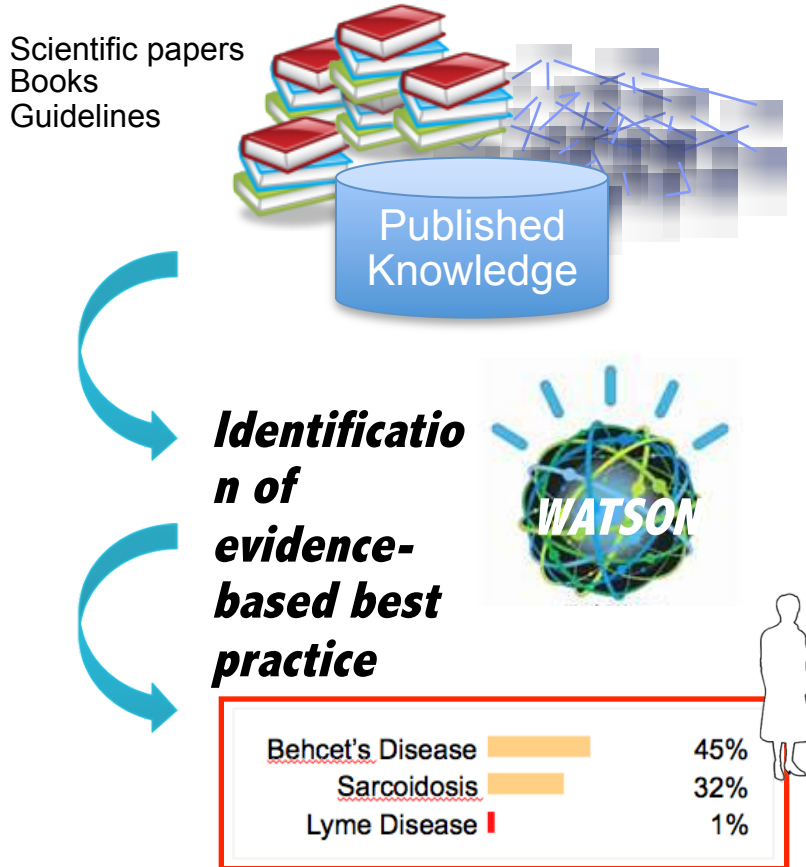 Scientific papers
Books
Guidelines
Published
Knowledge
Identificatio
n of
evidence-
based best
practice
WATSON
Behcet's Disease 45%
Sarcoidosis 32%
Lyme Disease 1%